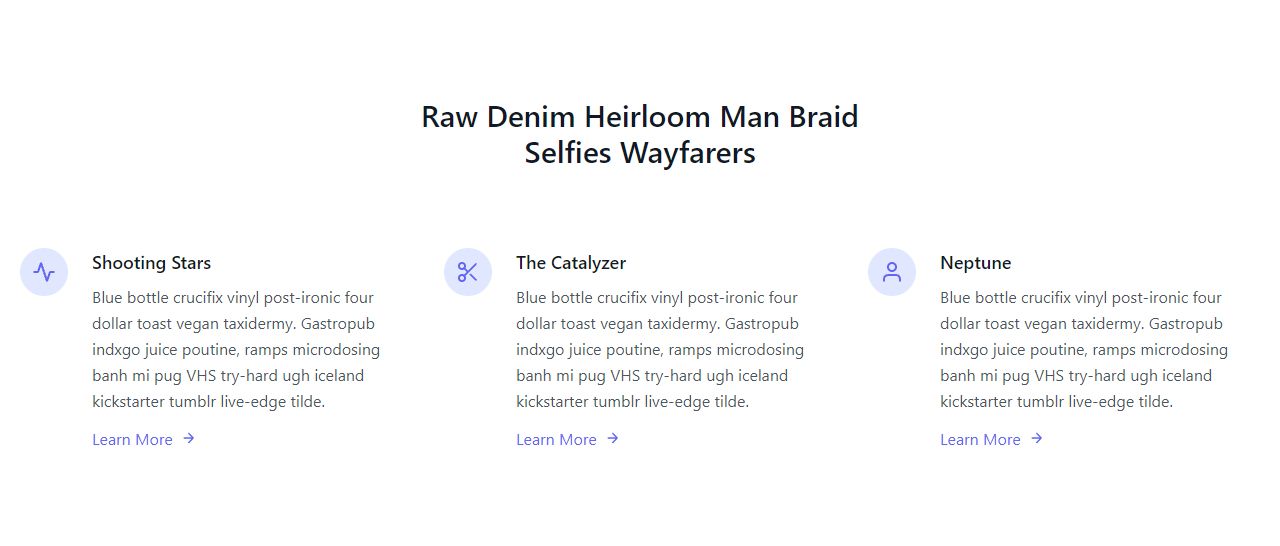 Raw Denim Heirloom Man Braid
Selfies Wayfarers
Shooting Stars
Blue bottle crucifix vinyl post-ironic four
dollar toast vegan taxidermy. Gastropub
indxgo juice poutine, ramps microdosing
banh mi pug VHS try-hard ugh iceland
kickstarter tumblr live-edge tilde.
Learn More →
The Catalyzer
Blue bottle crucifix vinyl post-ironic four
dollar toast vegan taxidermy. Gastropub
indxgo juice poutine, ramps microdosing
banh mi pug VHS try-hard ugh iceland
kickstarter tumblr live-edge tilde.
Learn More →
Neptune
Blue bottle crucifix vinyl post-ironic four
dollar toast vegan taxidermy. Gastropub
indxgo juice poutine, ramps microdosing
banh mi pug VHS try-hard ugh iceland
kickstarter tumblr live-edge tilde.
Learn More →